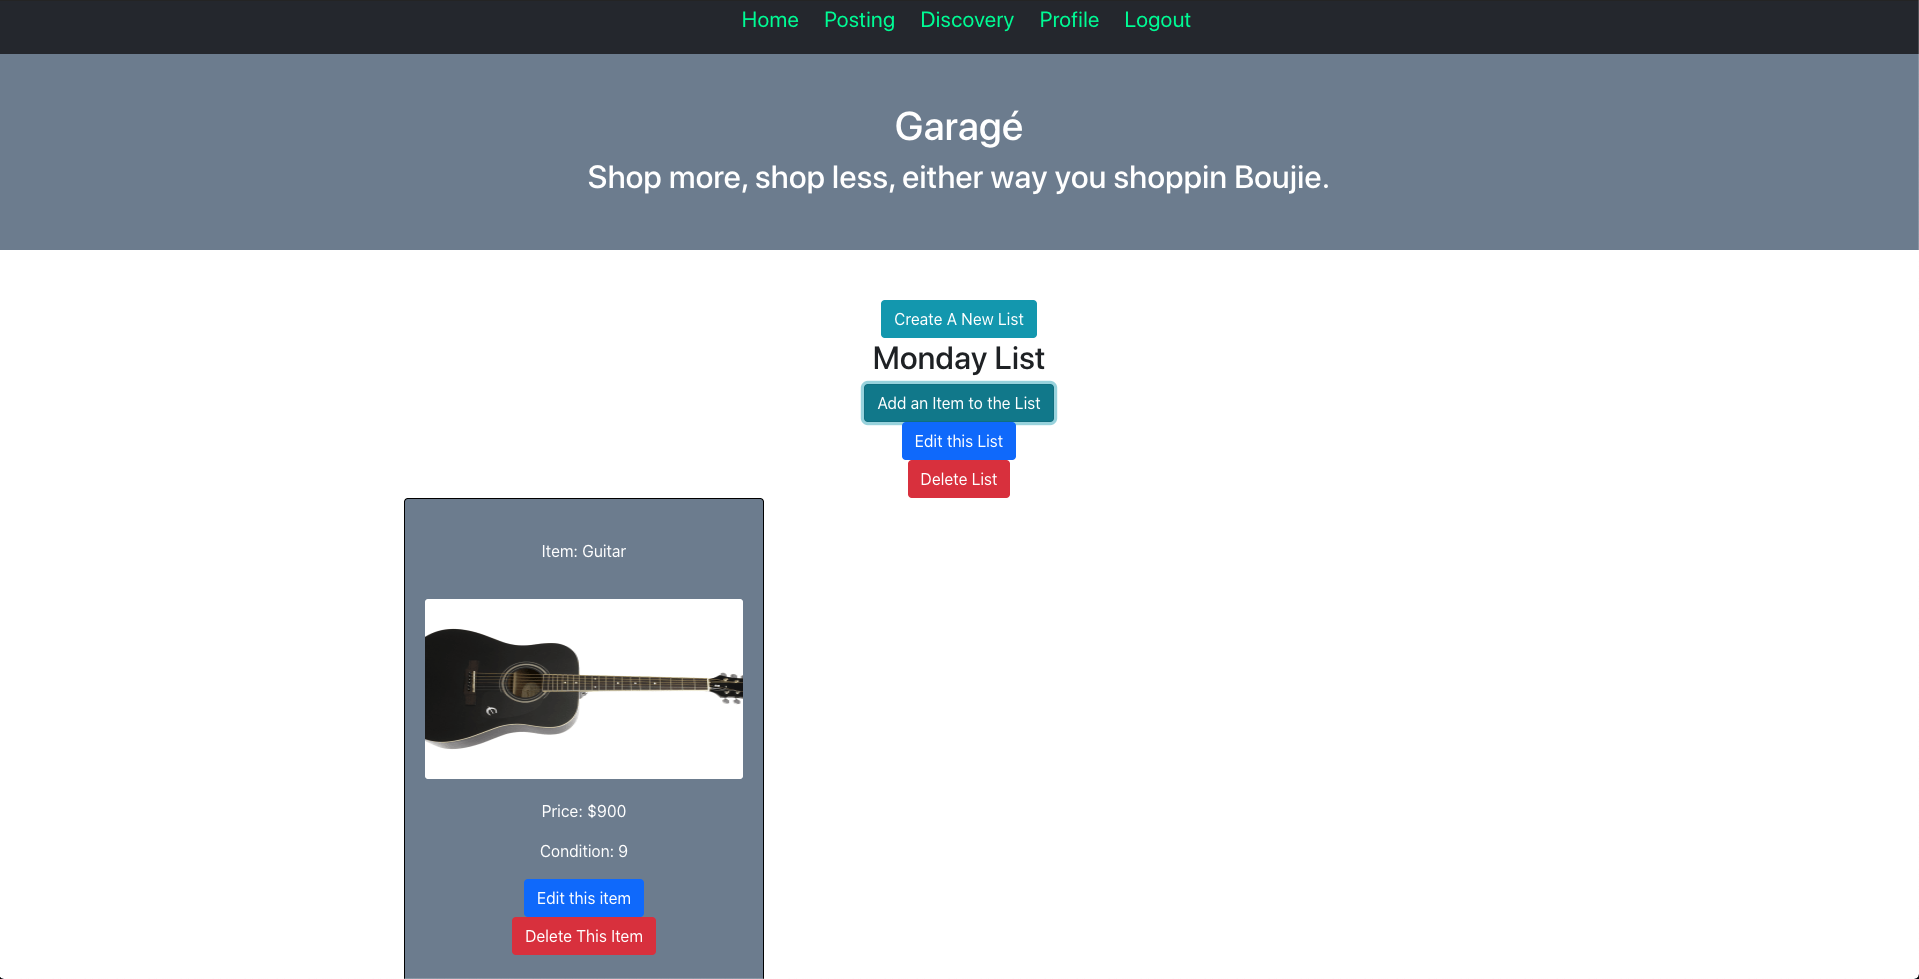 Home Posting Discovery Profile Logout
Garagé
Shop more, shop less, either way you shoppin Boujie.
Create A New List
Monday List
Add an Item to the List
Edit this List
Delete List
Item: Guitar
Price: $900
Condition: 9
Edit this item
Delete This Item